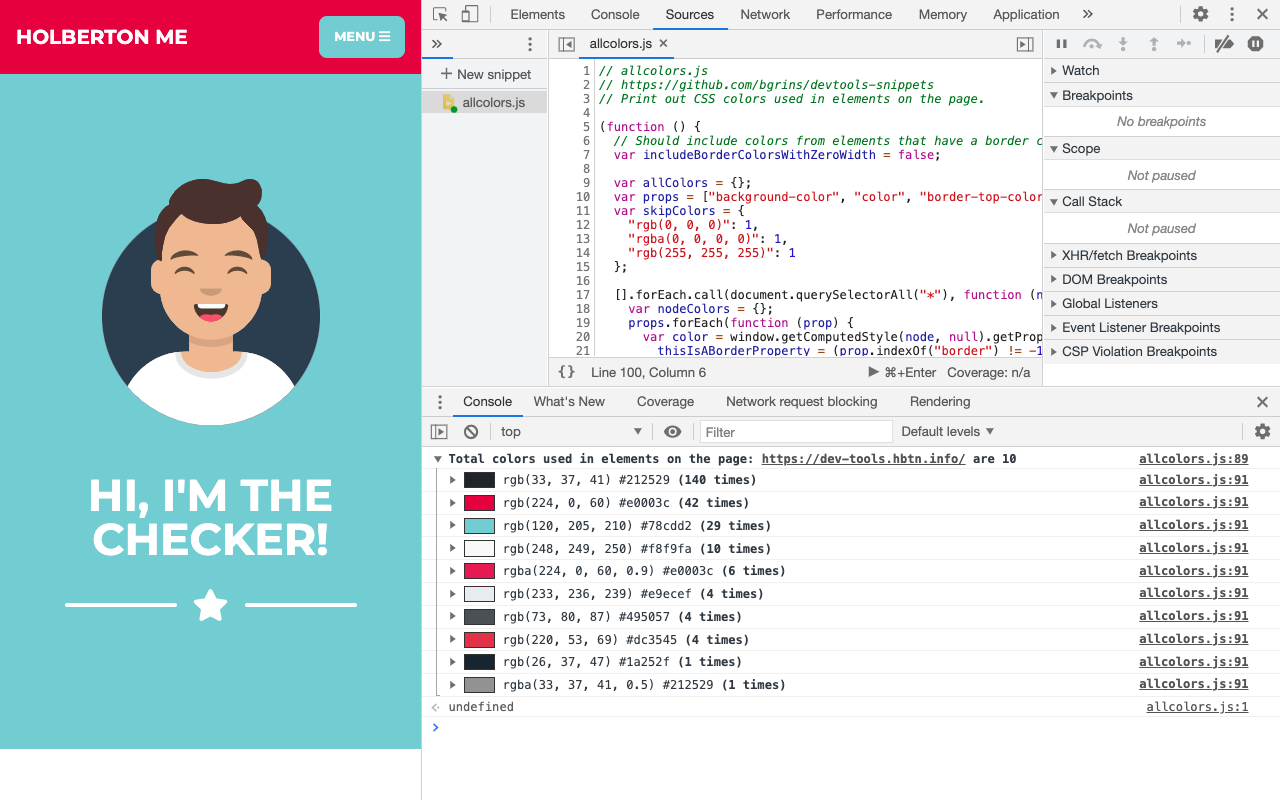 HOLBERTON ME
MENU
HI, I'M THE
CHECKER!
Elements Console Sources Network Performance Memory Application »
» allcolors.js ×
+ New snippet
allcolors.js
1 // allcolors.js
2 // https://github.com/bgrins/devtools-snippets
3 // Print out CSS colors used in elements on the page.
4
5 (function () {
6 // Should include colors from elements that have a border c
7 var includeBorderColorsWithZeroWidth = false;
8
9 var allColors = {};
10 var props = ["background-color", "color", "border-top-color
11 var skipColors = {
12 "rgb(0, 0, 0)": 1,
13 "rgba(0, 0, 0, 0)": 1,
14 "rgb(255, 255, 255)": 1
15 };
16
17 [].forEach.call(document.querySelectorAll("*"), function (n
18 var nodeColors = {};
19 props.forEach(function (prop) {
20 var color = window.getComputedStyle(node, null).getProp
21 thisIsABorderProperty = (prop.indexOf("border") != -1
{} Line 100, Column 6 ⌘+Enter Coverage: n/a
Watch
Breakpoints
No breakpoints
Scope
Not paused
Call Stack
Not paused
XHR/fetch Breakpoints
DOM Breakpoints
Global Listeners
Event Listener Breakpoints
CSP Violation Breakpoints
Console What's New Coverage Network request blocking Rendering
top Filter Default levels
Total colors used in elements on the page: https://dev-tools.hbtn.info/ are 10 allcolors.js:89
rgb(33, 37, 41) #212529 (140 times) allcolors.js:91
rgb(224, 0, 60) #e0003c (42 times) allcolors.js:91
rgb(120, 205, 210) #78cdd2 (29 times) allcolors.js:91
rgb(248, 249, 250) #f8f9fa (10 times) allcolors.js:91
rgba(224, 0, 60, 0.9) #e0003c (6 times) allcolors.js:91
rgb(233, 236, 239) #e9ecef (4 times) allcolors.js:91
rgb(73, 80, 87) #495057 (4 times) allcolors.js:91
rgb(220, 53, 69) #dc3545 (4 times) allcolors.js:91
rgb(26, 37, 47) #1a252f (1 times) allcolors.js:91
rgba(33, 37, 41, 0.5) #212529 (1 times) allcolors.js:91
undefined allcolors.js:1